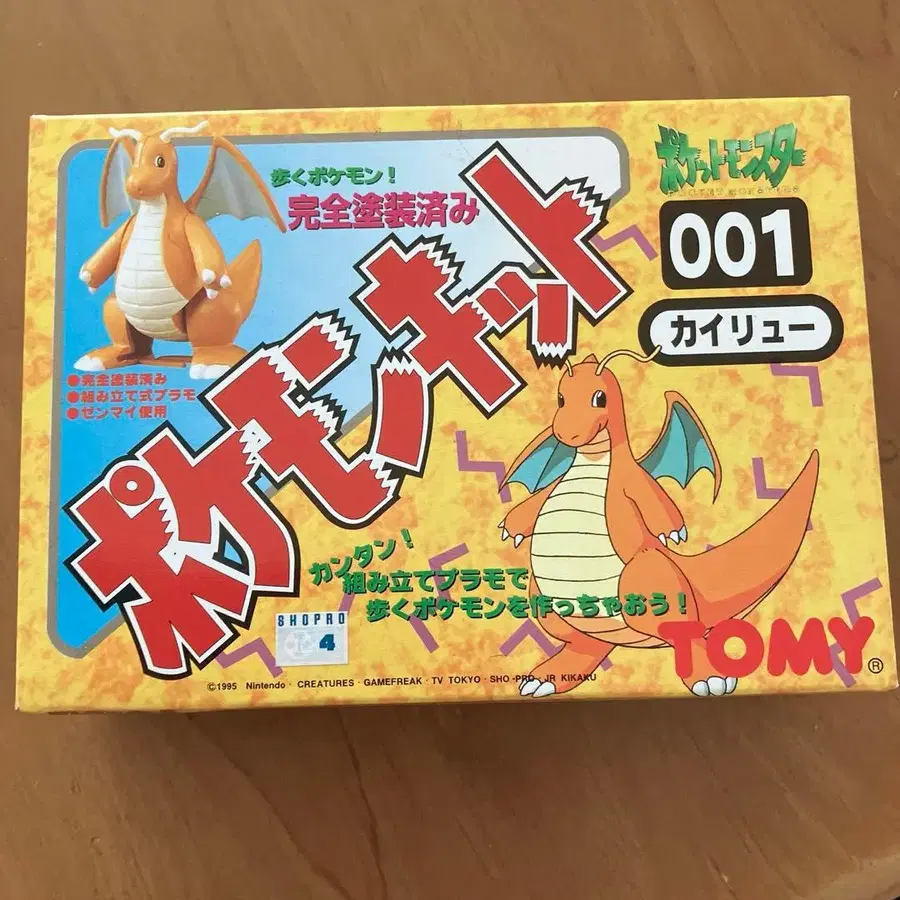 歩くポケモン！
完全塗装済み
ポケットモンスター
001
カイリュー
●完全塗装済み
●組み立て式プラモ
●ゼンマイ使用
ポケモンキット
カンタン！
組み立てプラモで
歩くポケモンを作っちゃおう！
SHOPRO
4
TOMY®
©1995 Nintendo · CREATURES · GAMEFREAK · TV TOKYO · SHO-PRO · JR KIKAKU